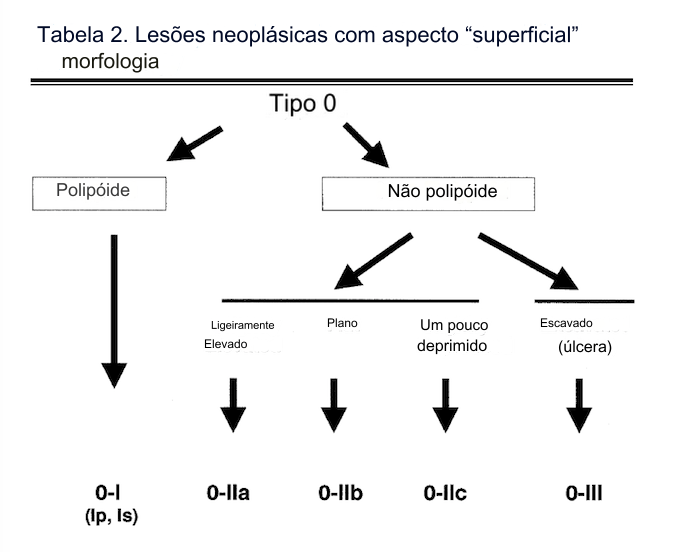 Tabela 2. Lesões neoplásicas com aspecto “superficial”
morfologia
Tipo 0
Polipóide
Não polipóide
Ligeiramente
Elevado
Plano
Um pouco
deprimido
Escavado
(úlcera)
0-I
(Ip, Is)
0-IIa
0-IIb
0-IIc
0-III